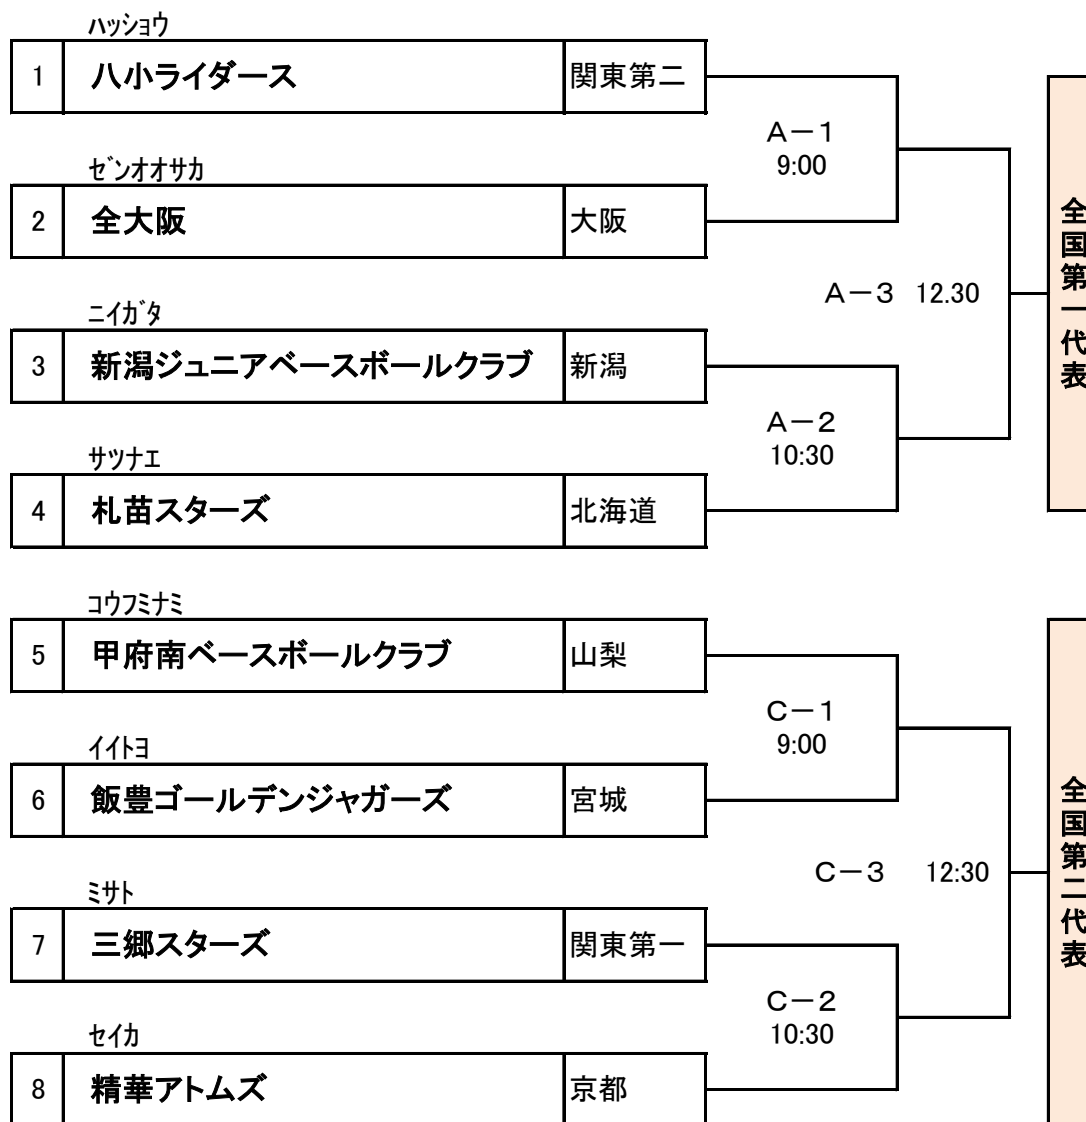 ﾊｯｼｮｳ
1 八小ライダース 関東第二
A－1
9:00
ｾﾞﾝｵｵｻｶ
2 全大阪 大阪
A－3 12.30
ﾆｲｶﾞﾀ
3 新潟ジュニアベースボールクラブ 新潟
A－2
10:30
ｻﾂﾅｴ
4 札苗スターズ 北海道
全国第一代表
ｺｳﾌﾐﾅﾐ
5 甲府南ベースボールクラブ 山梨
C－1
9:00
ｲｲﾄﾖ
6 飯豊ゴールデンジャガーズ 宮城
C－3 12:30
ﾐｻﾄ
7 三郷スターズ 関東第一
C－2
10:30
ｾｲｶ
8 精華アトムズ 京都
全国第二代表